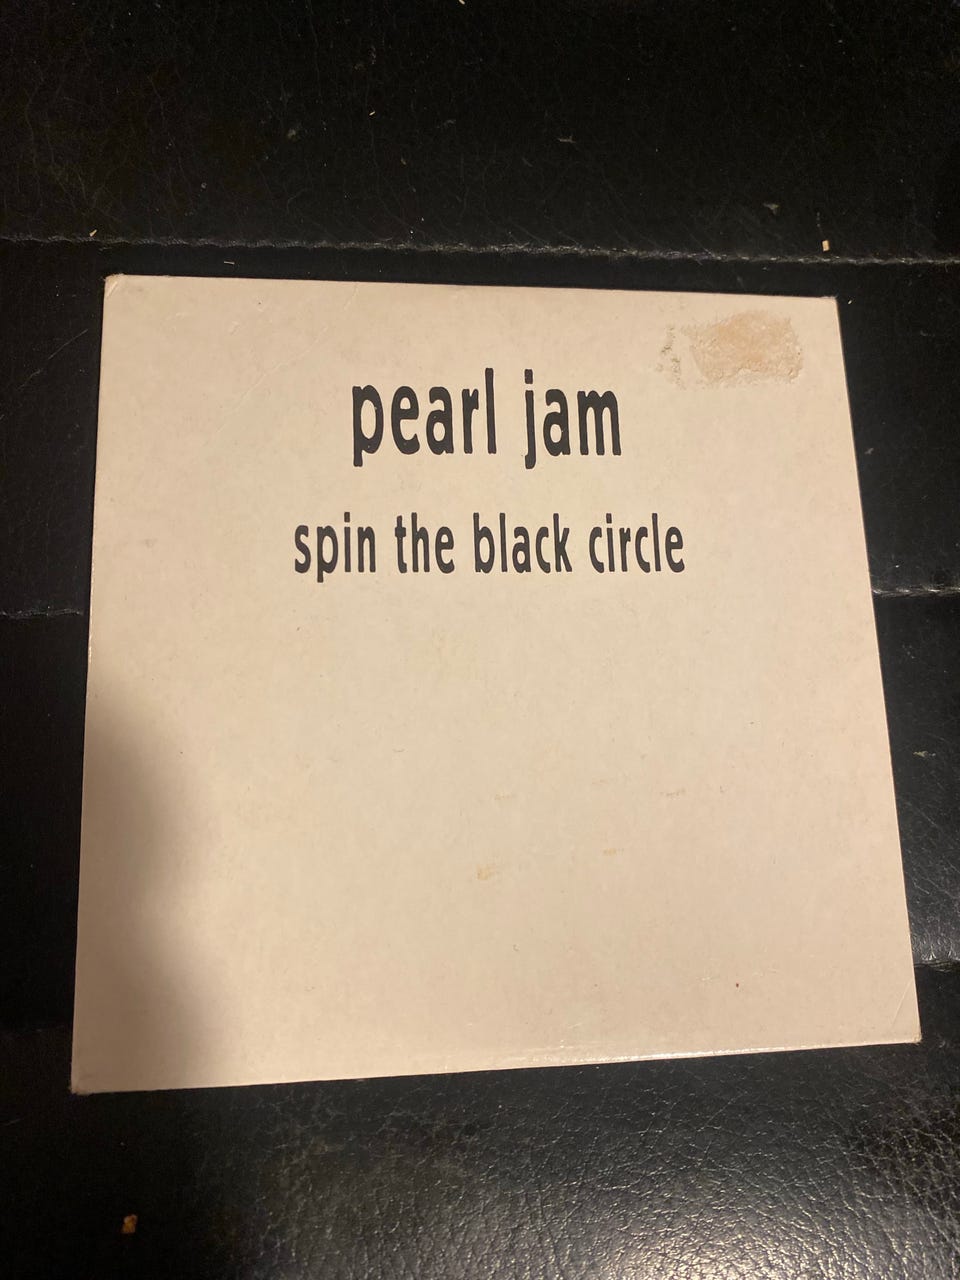 pearl jam
spin the black circle